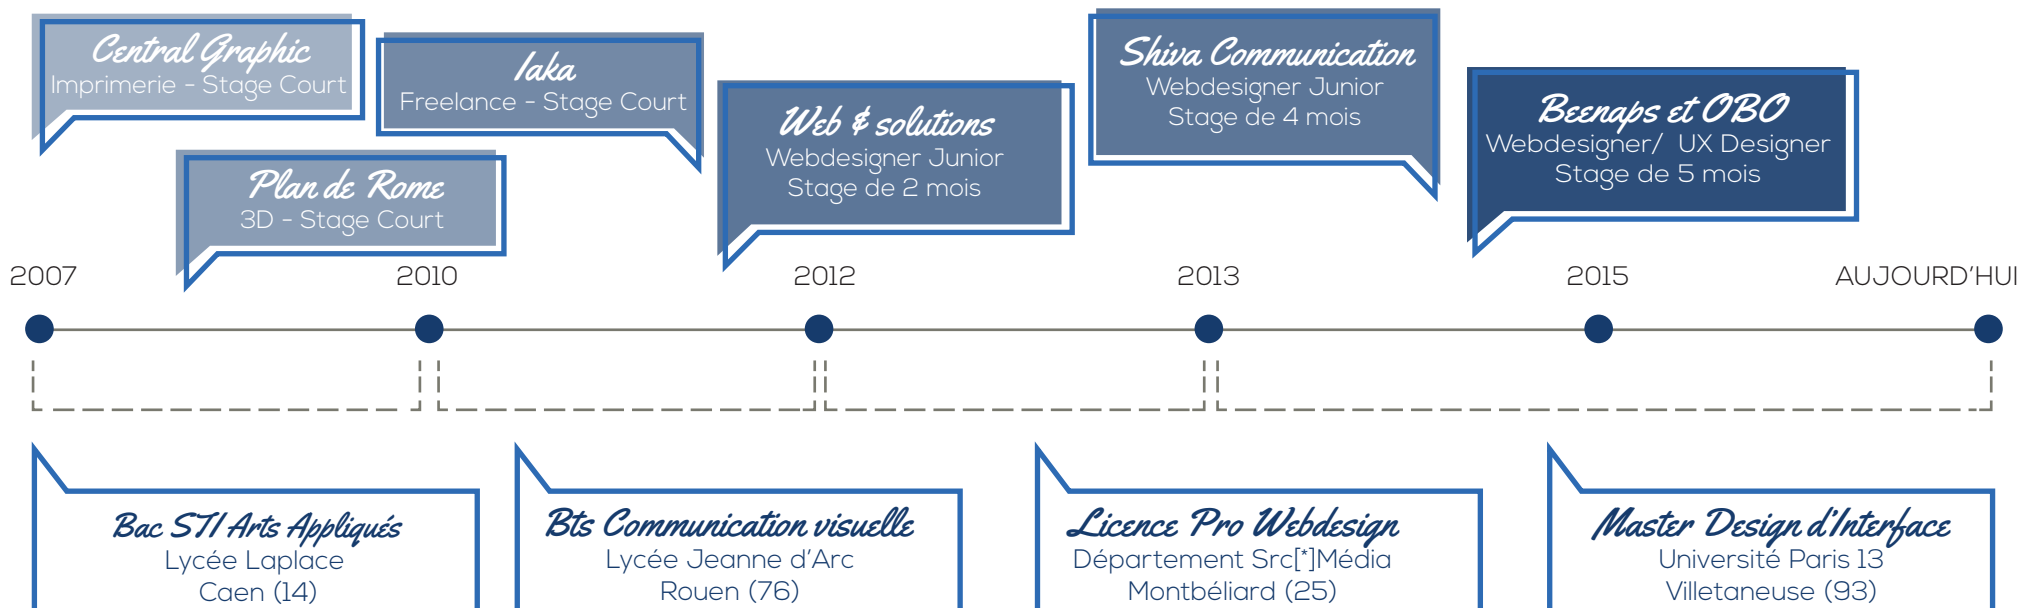 Central Graphic
Imprimerie - Stage Court
Iaka
Freelance - Stage Court
Plan de Rome
3D - Stage Court
Web & solutions
Webdesigner Junior
Stage de 2 mois
Shiva Communication
Webdesigner Junior
Stage de 4 mois
Beenaps et OBO
Webdesigner/ UX Designer
Stage de 5 mois
2007
2010
2012
2013
2015
AUJOURD'HUI
Bac STI Arts Appliqués
Lycée Laplace
Caen (14)
Bts Communication visuelle
Lycée Jeanne d'Arc
Rouen (76)
Licence Pro Webdesign
Département Src[*]Média
Montbéliard (25)
Master Design d'Interface
Université Paris 13
Villetaneuse (93)